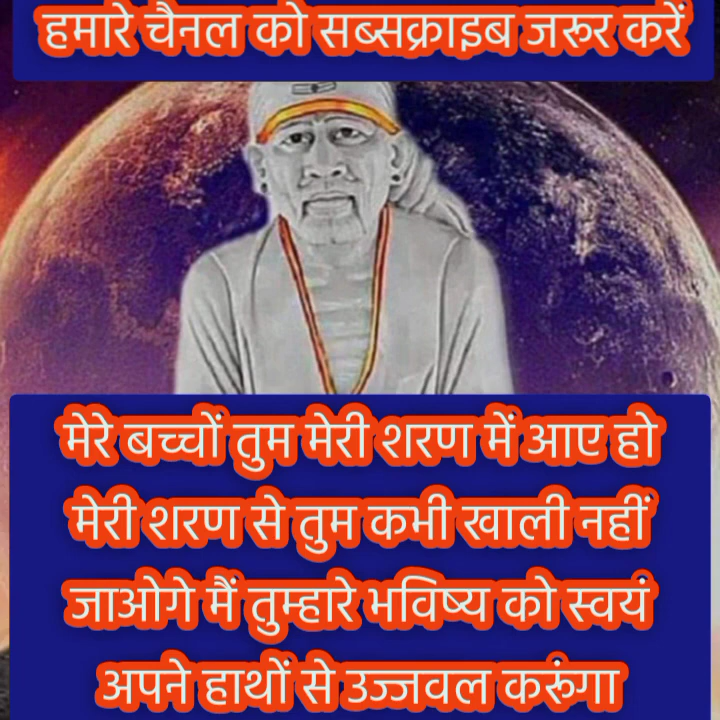 हमारे चैनल को सब्सक्राइब जरूर करें
मेरे बच्चों तुम मेरी शरण में आए हो
मेरी शरण से तुम कभी खाली नहीं
जाओगे मैं तुम्हारे भविष्य को स्वयं
अपने हाथों से उज्जवल करूंगा